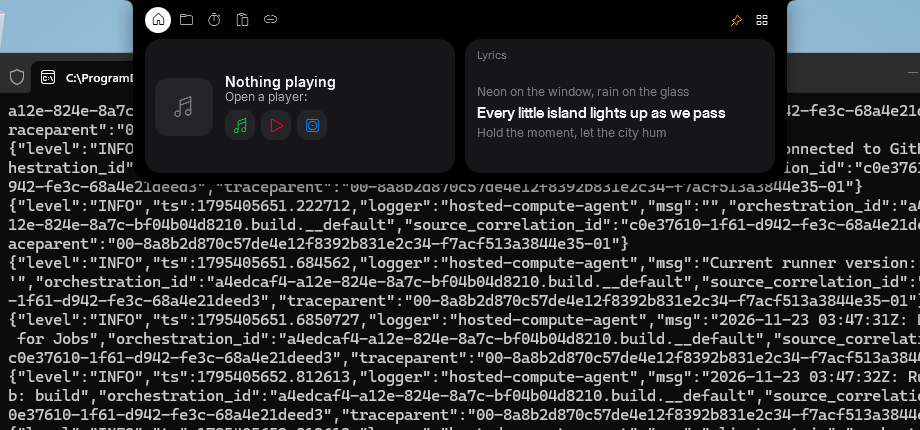 Nothing playing
Open a player:
Lyrics
Neon on the window, rain on the glass
Every little island lights up as we pass
Hold the moment, let the city hum
C:\Program
a12e-824e-8a7c
-fe3c-68a4e21
raceparent":"0
{"level":"INFO onnected to Git
hestration_id" ion_id":"c0e376
942-fe3c-68a4e21deed3","traceparent":"00-8a8b2d870c57de4e12f8392b831e2c34-f7acf513a3844e35-01"}
{"level":"INFO","ts":1795405651.222712,"logger":"hosted-compute-agent","msg":"","orchestration_id":"a4
12e-824e-8a7c-bf04b04d8210.build.__default","source_correlation_id":"c0e37610-1f61-d942-fe3c-68a4e21de
aceparent":"00-8a8b2d870c57de4e12f8392b831e2c34-f7acf513a3844e35-01"}
{"level":"INFO","ts":1795405651.684562,"logger":"hosted-compute-agent","msg":"Current runner version:
'","orchestration_id":"a4edcaf4-a12e-824e-8a7c-bf04b04d8210.build.__default","source_correlation_id":"
-1f61-d942-fe3c-68a4e21deed3","traceparent":"00-8a8b2d870c57de4e12f8392b831e2c34-f7acf513a3844e35-01"
{"level":"INFO","ts":1795405651.6850727,"logger":"hosted-compute-agent","msg":"2026-11-23 03:47:31Z:
for Jobs","orchestration_id":"a4edcaf4-a12e-824e-8a7c-bf04b04d8210.build.__default","source_correlati
c0e37610-1f61-d942-fe3c-68a4e21deed3","traceparent":"00-8a8b2d870c57de4e12f8392b831e2c34-f7acf513a3844
{"level":"INFO","ts":1795405652.812613,"logger":"hosted-compute-agent","msg":"2026-11-23 03:47:32Z: Ru
b: build","orchestration_id":"a4edcaf4-a12e-824e-8a7c-bf04b04d8210.build.__default","source_correlatio
0e37610-1f61-d942-fe3c-68a4e21deed3","traceparent":"00-8a8b2d870c57de4e12f8392b831e2c34-f7acf513a3844e